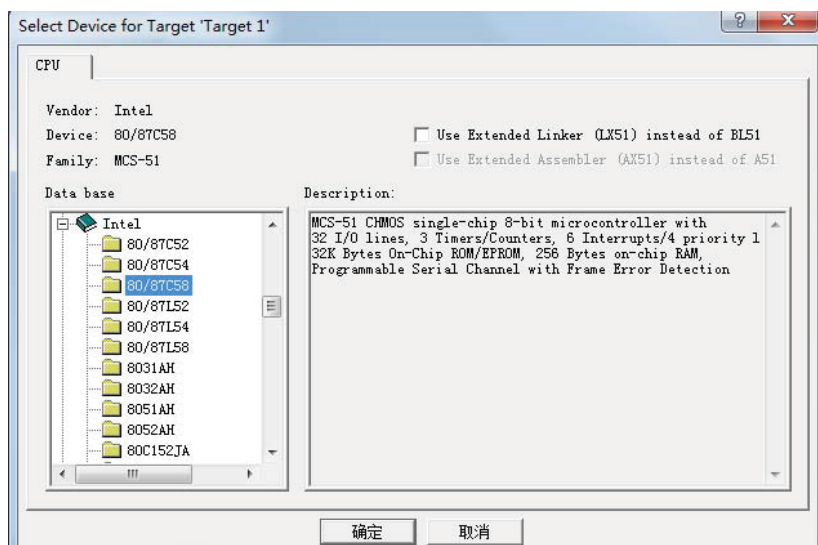 Select Device for Target 'Target 1'
CPU
Vendor: Intel
Device: 80/87C58
Family: MCS-51
Use Extended Linker (LX51) instead of BL51
Use Extended Assembler (AX51) instead of A51
Data base
Description:
Intel
80/87C52
80/87C54
80/87C58
80/87L52
80/87L54
80/87L58
8031AH
8032AH
8051AH
8052AH
80C152JA
MCS-51 CHMOS single-chip 8-bit microcontroller with
32 I/O lines, 3 Timers/Counters, 6 Interrupts/4 priority l
32K Bytes On-Chip ROM/EPROM, 256 Bytes on-chip RAM,
Programmable Serial Channel with Frame Error Detection
确定
取消